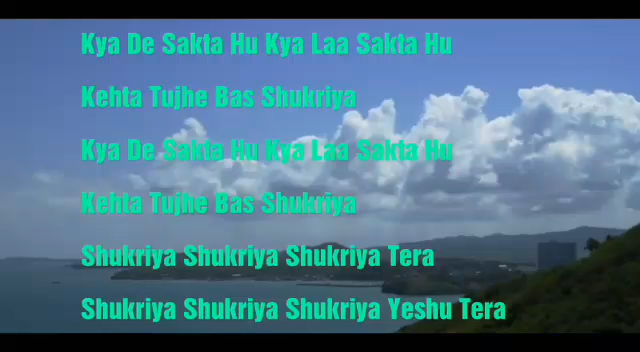 Kya De Sakta Hu Kya Laa Sakta Hu
Kehta Tujhe Bas Shukriya
Kya De Sakta Hu Kya Laa Sakta Hu
Kehta Tujhe Bas Shukriya
Shukriya Shukriya Shukriya Tera
Shukriya Shukriya Shukriya Yeshu Tera